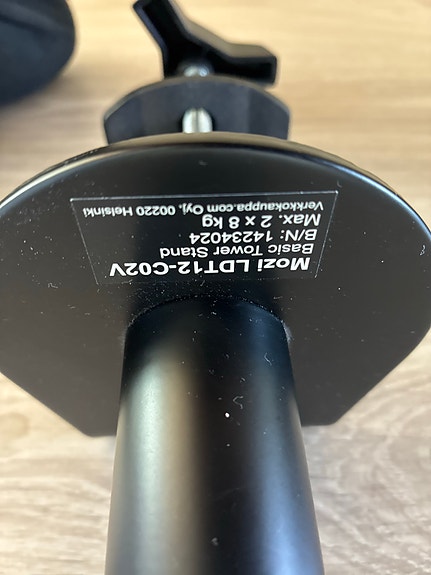 Mozi LDT12-C02V
Basic Tower Stand
B/N: 14234024
Max. 2 x 8 kg
Verkkokauppa.com Oyj, 00220 Helsinki